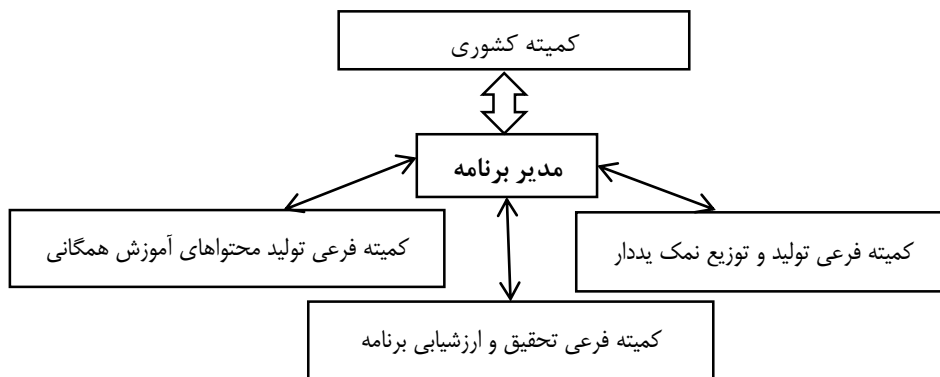 کمیته کشوری
مدیر برنامه
کمیته فرعی تولید و توزیع نمک یددار
کمیته فرعی تولید محتواهای آموزش همگانی
کمیته فرعی تحقیق و ارزشیابی برنامه